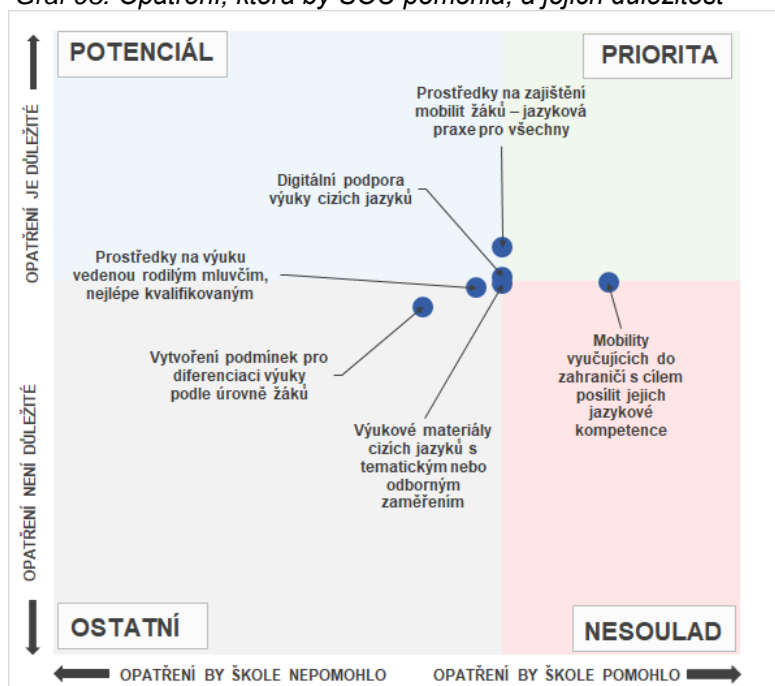 Graf 98: Opatření, která by SOŠ pomohla, a jejich důležitost
POTENCIÁL
PRIORITA
OPATŘENÍ JE DŮLEŽITÉ
Prostředky na zajištění
mobilit žáků – jazyková
praxe pro všechny
Digitální podpora
výuky cizích jazyků
Prostředky na výuku
vedenou rodilým mluvčím,
nejlépe kvalifikovaným
Vytvoření podmínek pro
diferenciaci výuky
podle úrovně žáků
Mobility
vyučujících do
zahraničí s cílem
posílit jejich
jazykové
kompetence
Výukové materiály
cizích jazyků s
tematickým nebo
odborným
zaměřením
OPATŘENÍ NENÍ DŮLEŽITÉ
OSTATNÍ
NESOULAD
OPATŘENÍ BY ŠKOLE NEPOMOHLO
OPATŘENÍ BY ŠKOLE POMOHLO